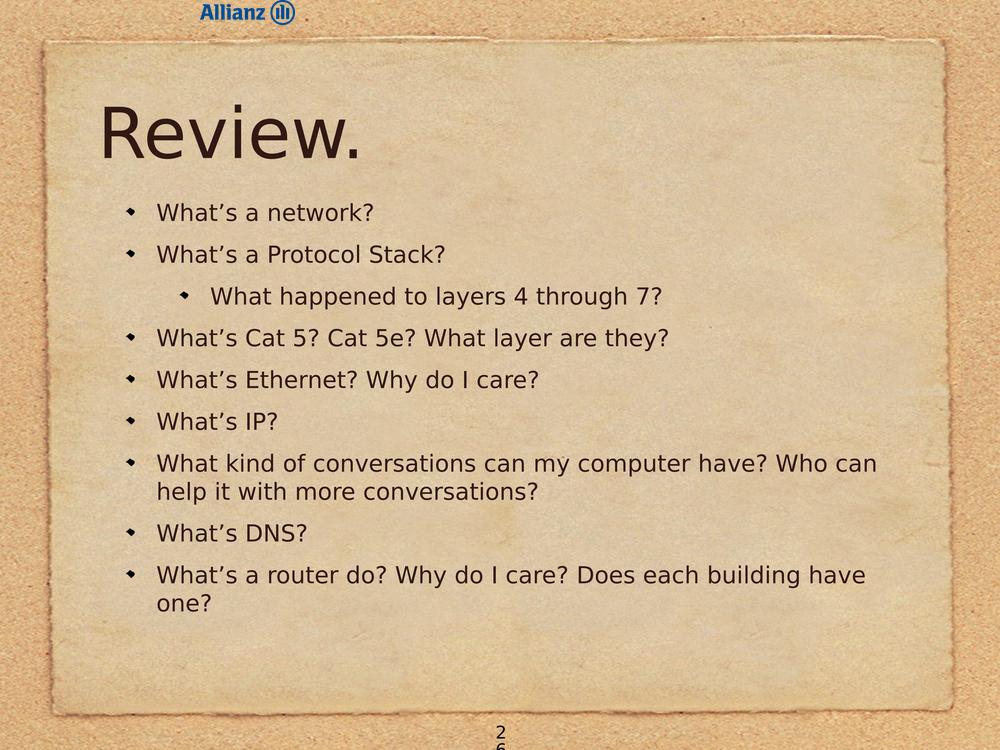 Allianz
Review.
What’s a network?
What’s a Protocol Stack?
What happened to layers 4 through 7?
What’s Cat 5? Cat 5e? What layer are they?
What’s Ethernet? Why do I care?
What’s IP?
What kind of conversations can my computer have? Who can
help it with more conversations?
What’s DNS?
What’s a router do? Why do I care? Does each building have
one?
2
6